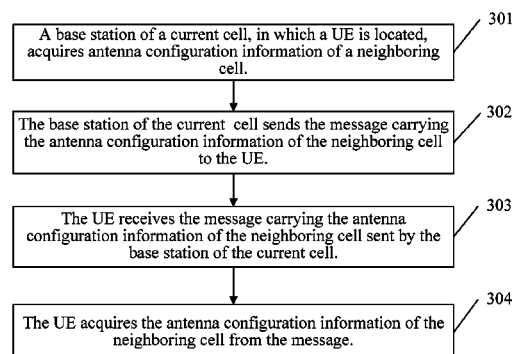 301
A base station of a current cell, in which a UE is located,
acquires antenna configuration information of a neighboring
cell.
302
The base station of the current cell sends the message carrying
the antenna configuration information of the neighboring cell
to the UE.
303
The UE receives the message carrying the antenna
configuration information of the neighboring cell sent by the
base station of the current cell.
304
The UE acquires the antenna configuration information of the
neighboring cell from the message.